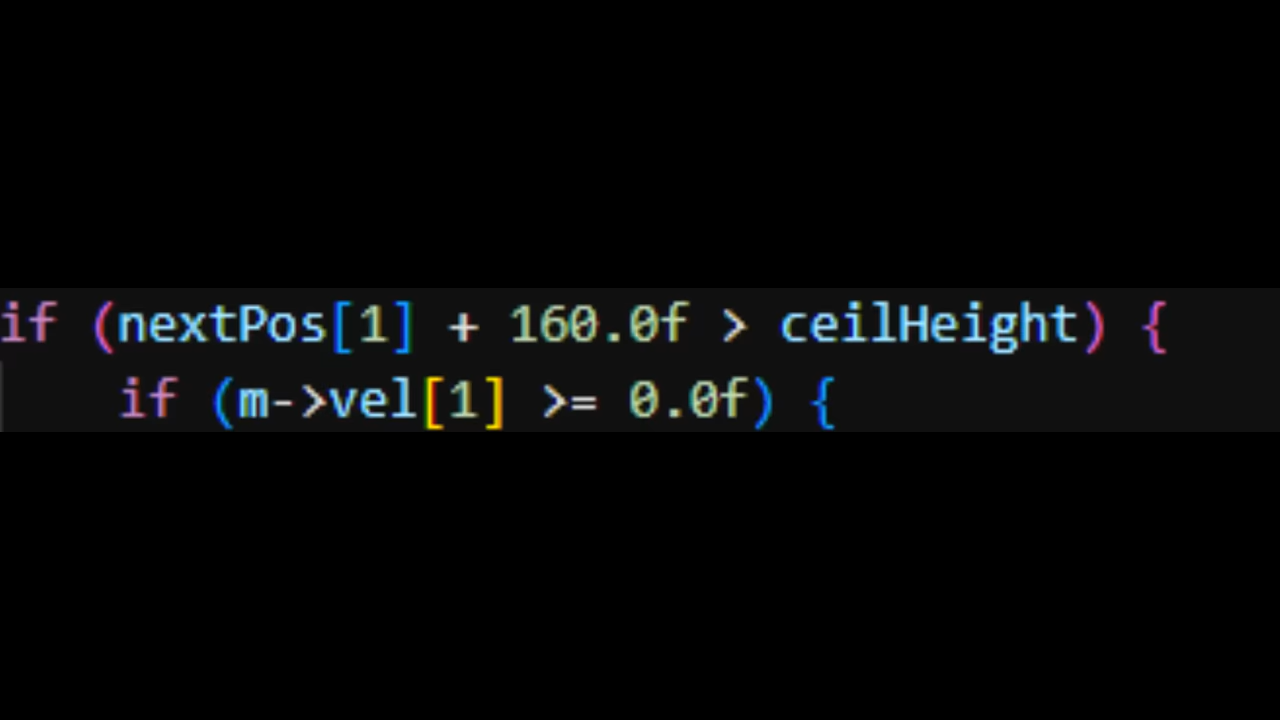 if (nextPos[1] + 160.0f > ceilHeight) {
if (m->vel[1] >= 0.0f) {